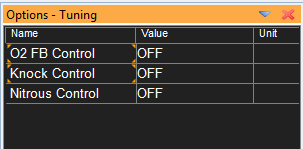 Options - Tuning
Name Value Unit
O2 FB Control OFF
Knock Control OFF
Nitrous Control OFF